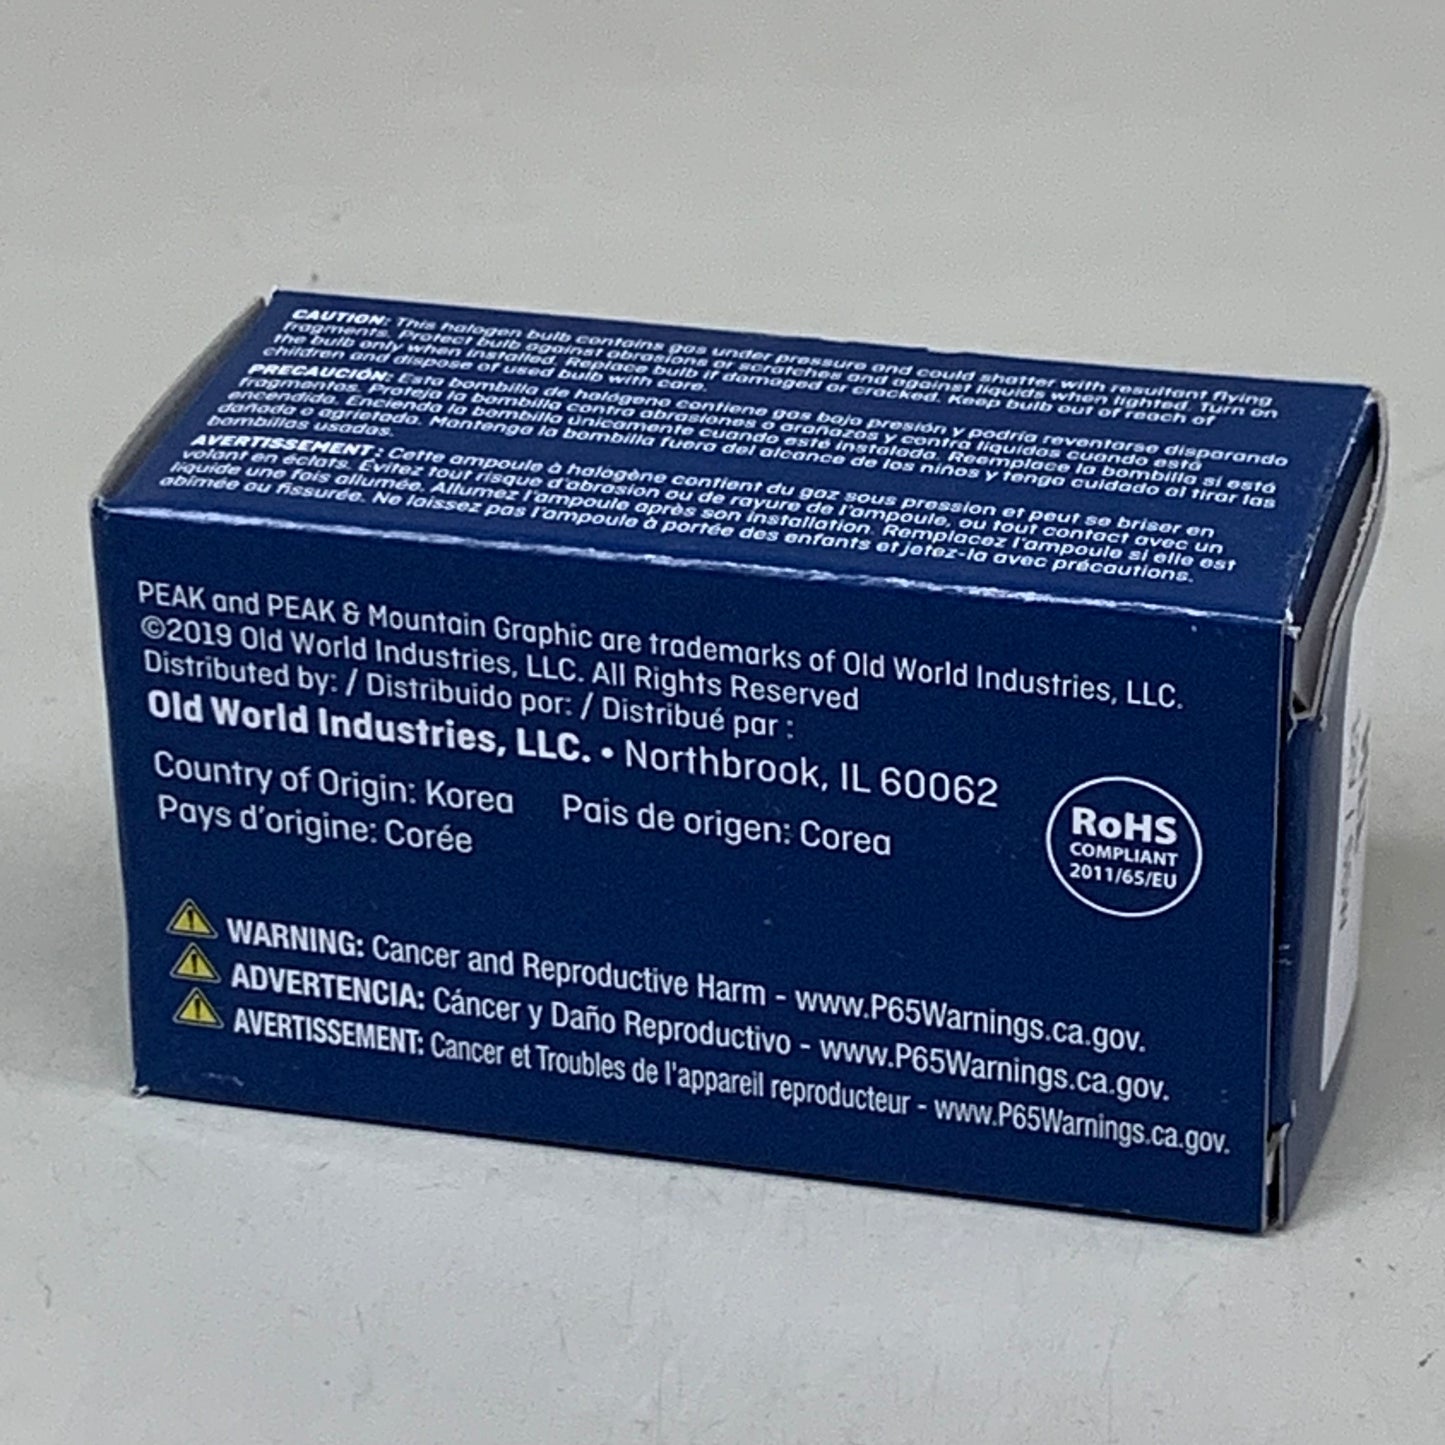 CAUTION: This halogen bulb contains gas under pressure and could shatter with resultant flying
fragments. Protect bulb against abrasions or scratches and against liquids when lighted. Turn on
the bulb only when installed. Replace bulb if damaged or cracked. Keep bulb out of reach of
children and dispose of used bulb with care.
PRECAUCIÓN: Esta bombilla de halógeno contiene gas bajo presión y podría reventarse disparando
fragmentos. Proteja la bombilla contra abrasiones o arañazos y contra líquidos cuando está
encendida. Encienda la bombilla únicamente cuando esté instalada. Reemplace la bombilla si está
dañada o agrietada. Mantenga la bombilla fuera del alcance de los niños y tenga cuidado al tirar las
bombillas usadas.
AVERTISSEMENT : Cette ampoule à halogène contient du gaz sous pression et peut se briser en
volant en éclats. Évitez tout risque d'abrasion ou de rayure de l'ampoule, ou tout contact avec un
liquide une fois allumée. Allumez l'ampoule après son installation. Remplacez l'ampoule si elle est
abîmée ou fissurée. Ne laissez pas l'ampoule à portée des enfants et jetez-la avec précautions.
PEAK and PEAK & Mountain Graphic are trademarks of Old World Industries, LLC.
©2019 Old World Industries, LLC. All Rights Reserved
Distributed by: / Distribuido por: / Distribué par :
Old World Industries, LLC. • Northbrook, IL 60062
Country of Origin: Korea Pais de origen: Corea
Pays d'origine: Corée
RoHS
COMPLIANT
2011/65/EU
WARNING: Cancer and Reproductive Harm - www.P65Warnings.ca.gov.
ADVERTENCIA: Cáncer y Daño Reproductivo - www.P65Warnings.ca.gov.
AVERTISSEMENT: Cancer et Troubles de l'appareil reproducteur - www.P65Warnings.ca.gov.